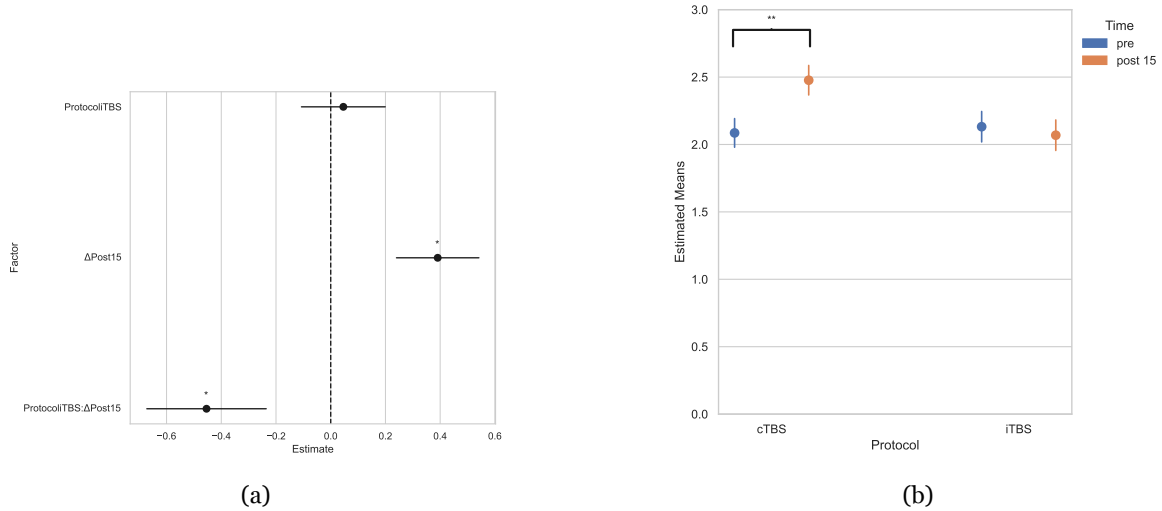 ProtocoliTBS
ΔPost15
ProtocoliTBS:ΔPost15
Factor
*
*
−0.6 −0.4 −0.2 0.0 0.2 0.4 0.6
Estimate
(a)
3.0
2.5
2.0
1.5
1.0
0.5
0.0
Estimated Means
**
cTBS iTBS
Protocol
Time
pre
post 15
(b)